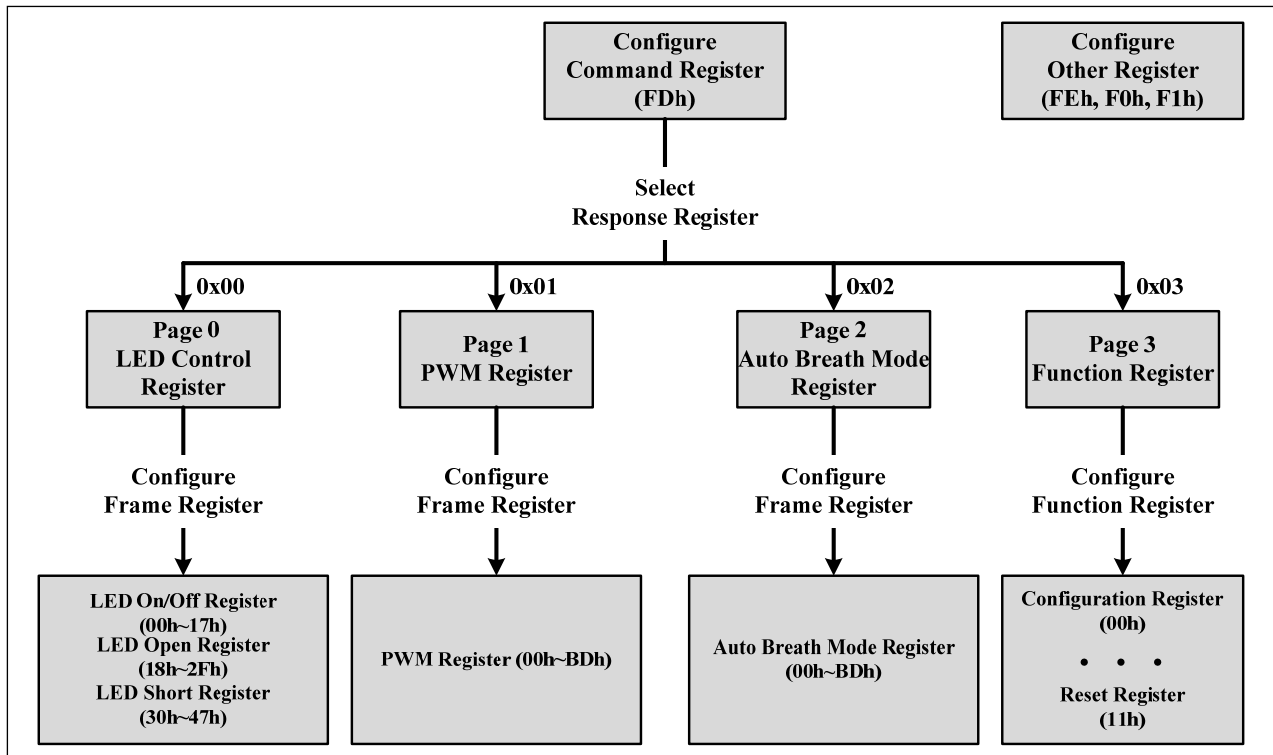 Configure
Command Register
(FDh)
Configure
Other Register
(FEh, F0h, F1h)
Select
Response Register
0x00
0x01
0x02
0x03
Page 0
LED Control
Register
Page 1
PWM Register
Page 2
Auto Breath Mode
Register
Page 3
Function Register
Configure
Frame Register
Configure
Frame Register
Configure
Frame Register
Configure
Function Register
LED On/Off Register
(00h~17h)
LED Open Register
(18h~2Fh)
LED Short Register
(30h~47h)
PWM Register (00h~BDh)
Auto Breath Mode Register
(00h~BDh)
Configuration Register
(00h)
• • •
Reset Register
(11h)